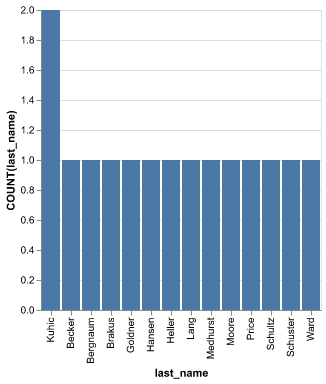 COUNT(last_name)
2.0
1.8
1.6
1.4
1.2
1.0
0.8
0.6
0.4
0.2
0.0
Kuhic
Becker
Bergnaum
Brakus
Goldner
Hansen
Heller
Lang
Medhurst
Moore
Price
Schultz
Schuster
Ward
last_name